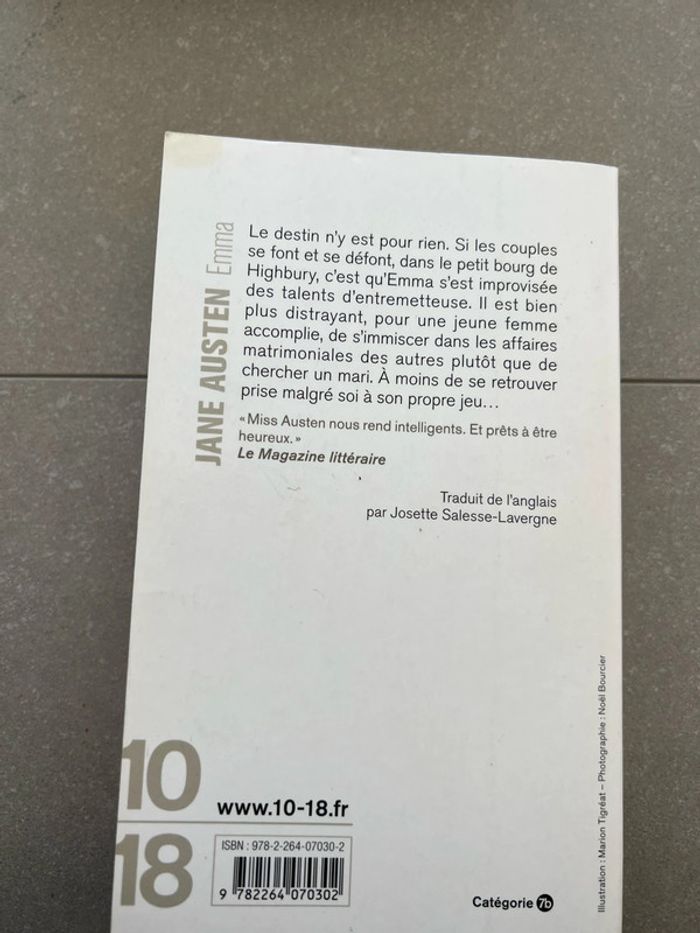 JANE AUSTEN Emma
Le destin n'y est pour rien. Si les couples
se font et se défont, dans le petit bourg de
Highbury, c'est qu'Emma s'est improvisée
des talents d'entremetteuse. Il est bien
plus distrayant, pour une jeune femme
accomplie, de s'immiscer dans les affaires
matrimoniales des autres plutôt que de
chercher un mari. À moins de se retrouver
prise malgré soi à son propre jeu…
« Miss Austen nous rend intelligents. Et prêts à être
heureux. »
Le Magazine littéraire
Traduit de l'anglais
par Josette Salesse-Lavergne
10
18
www.10-18.fr
ISBN : 978-2-264-07030-2
9 782264 070302
Catégorie 7b
Illustration : Marion Tigréat – Photographie : Noël Bourcier